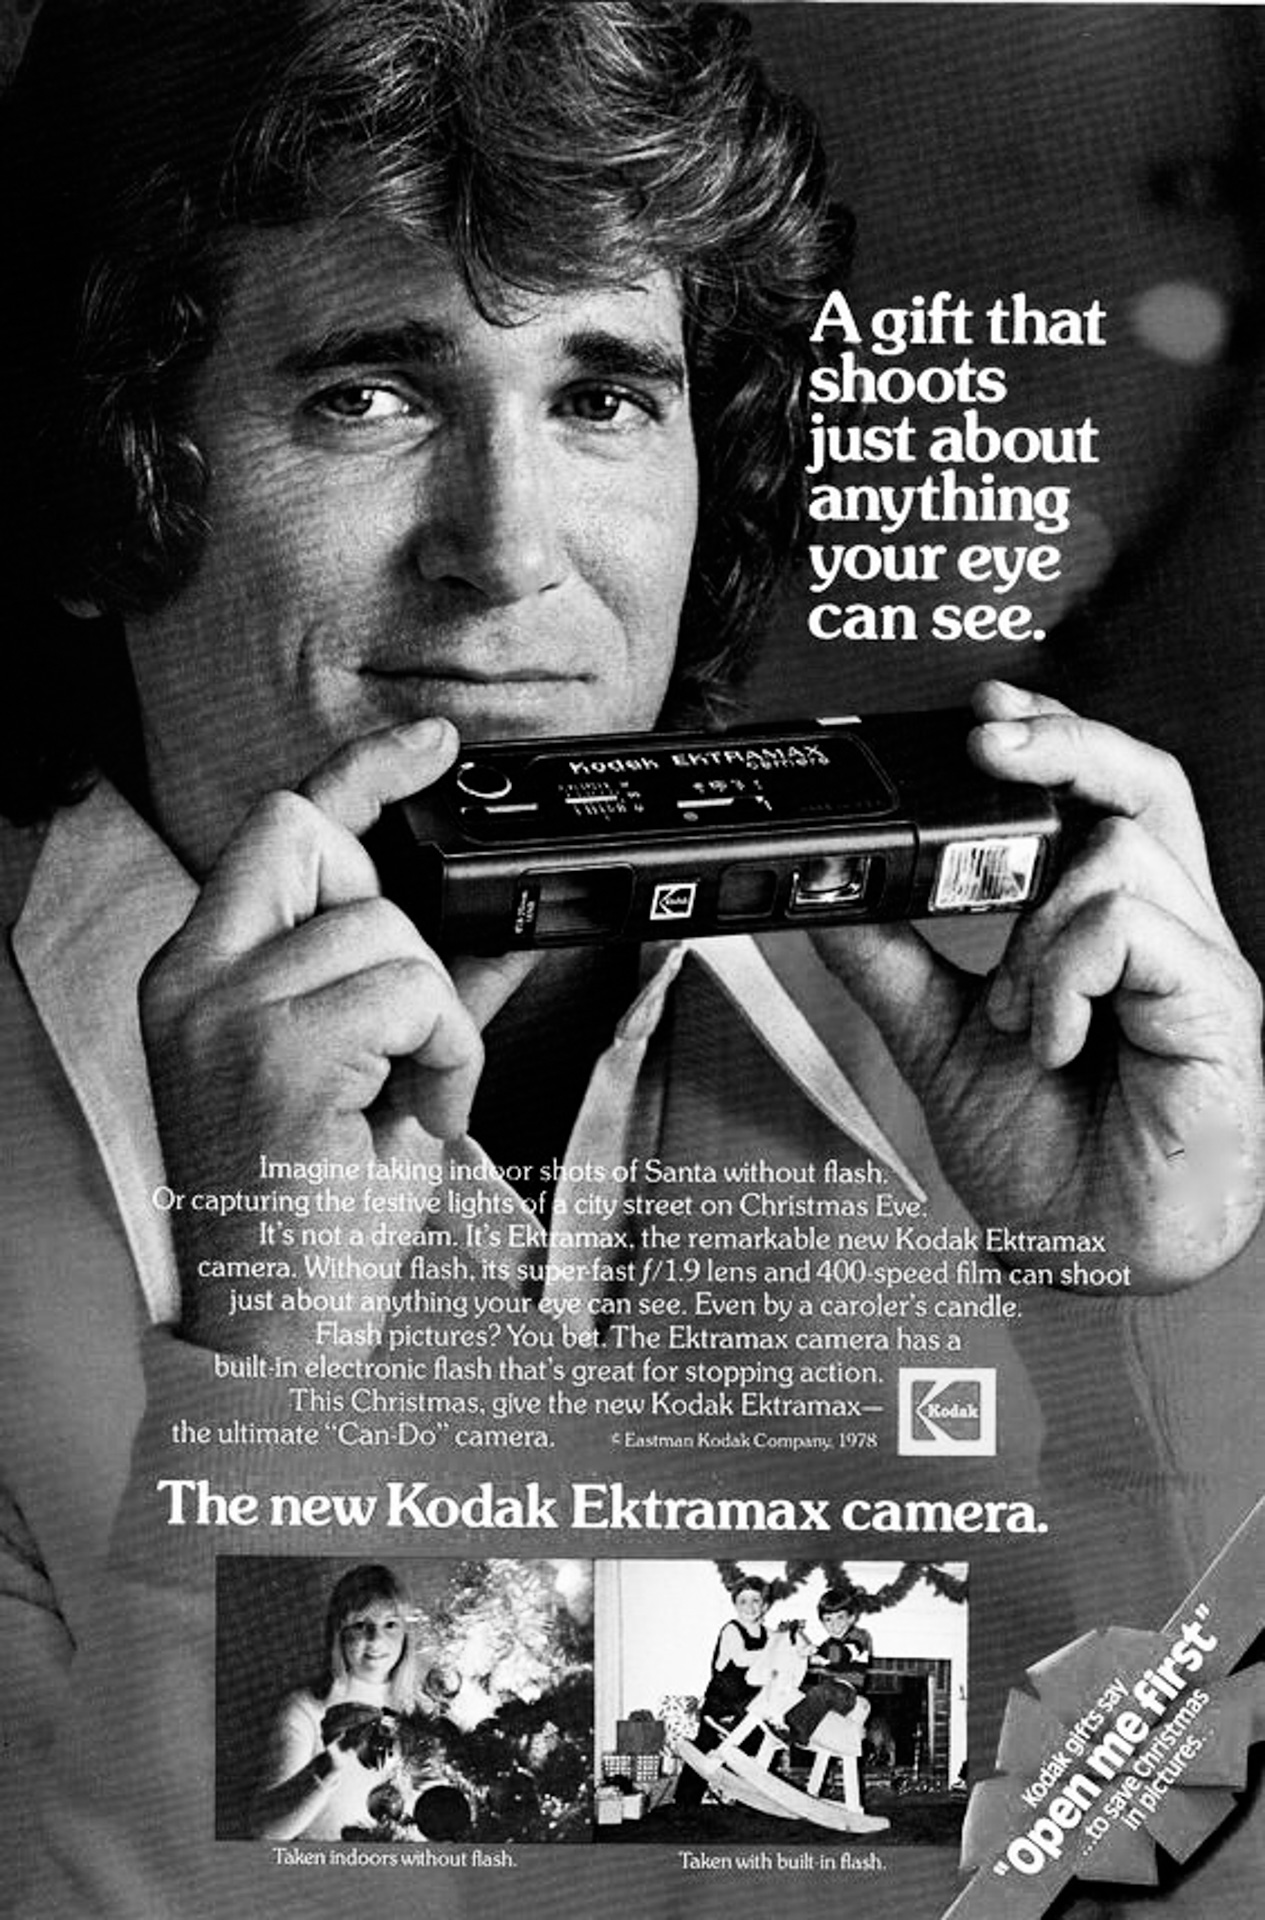 A gift that
shoots
just about
anything
your eye
can see.
Kodak EKTRAMAX
camera
Kodak
Imagine taking indoor shots of Santa without flash.
Or capturing the festive lights of a city street on Christmas Eve.
It's not a dream. It's Ektramax, the remarkable new Kodak Ektramax
camera. Without flash, its super-fast f/1.9 lens and 400-speed film can shoot
just about anything your eye can see. Even by a caroler's candle.
Flash pictures? You bet. The Ektramax camera has a
built-in electronic flash that's great for stopping action.
This Christmas, give the new Kodak Ektramax—
the ultimate “Can-Do” camera.
© Eastman Kodak Company, 1978
Kodak
The new Kodak Ektramax camera.
Taken indoors without flash.
Taken with built-in flash.
Kodak gifts say
"Open me first"
...to save Christmas
in pictures...